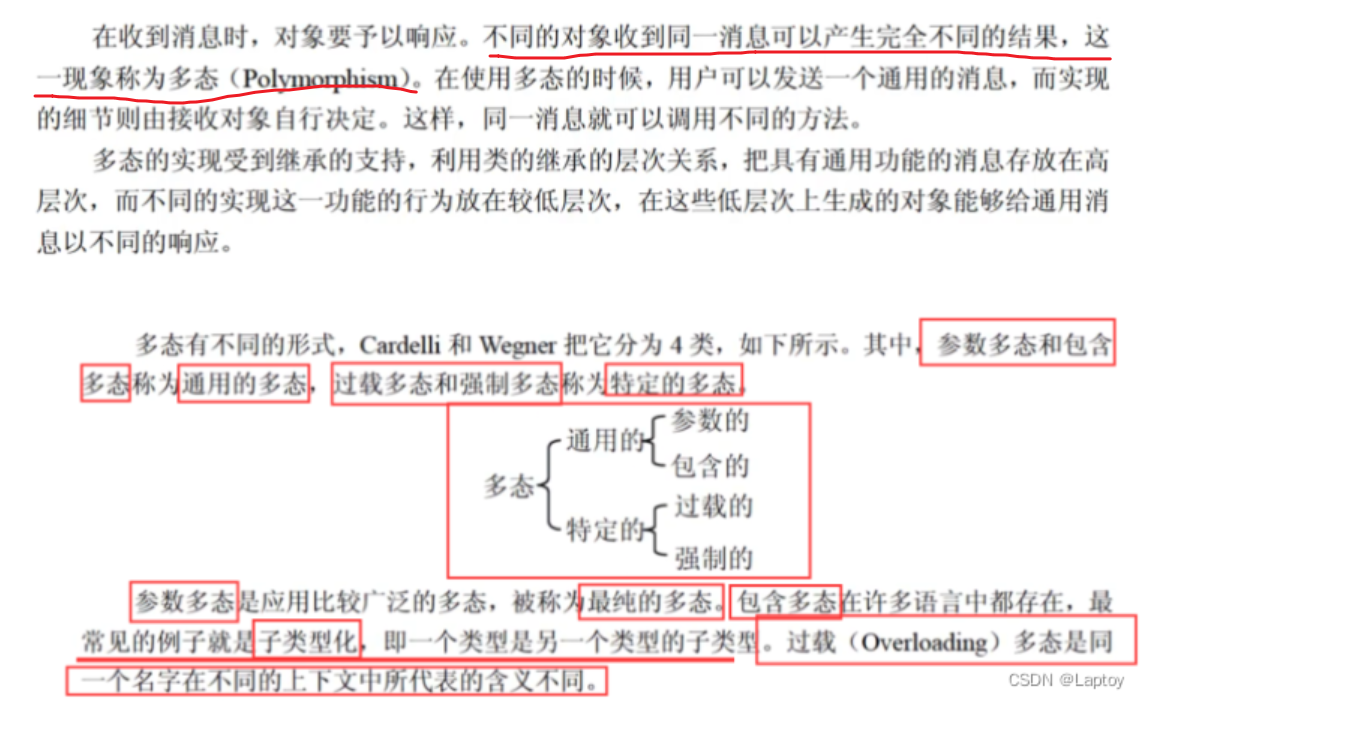 在收到消息时，对象要予以响应。不同的对象收到同一消息可以产生完全不同的结果，这
一现象称为多态（Polymorphism）。在使用多态的时候，用户可以发送一个通用的消息，而实现
的细节则由接收对象自行决定。这样，同一消息就可以调用不同的方法。
多态的实现受到继承的支持，利用类的继承的层次关系，把具有通用功能的消息存放在高
层次，而不同的实现这一功能的行为放在较低层次，在这些低层次上生成的对象能够给通用消
息以不同的响应。
多态有不同的形式，Cardelli 和 Wegner 把它分为 4 类，如下所示。其中，参数多态和包含
多态称为通用的多态，过载多态和强制多态称为特定的多态。
参数的
通用的
包含的
多态
过载的
特定的
强制的
参数多态是应用比较广泛的多态，被称为最纯的多态。包含多态在许多语言中都存在，最
常见的例子就是子类型化，即一个类型是另一个类型的子类型。过载（Overloading）多态是同
一个名字在不同的上下文中所代表的含义不同。
CSDN @Laptoy